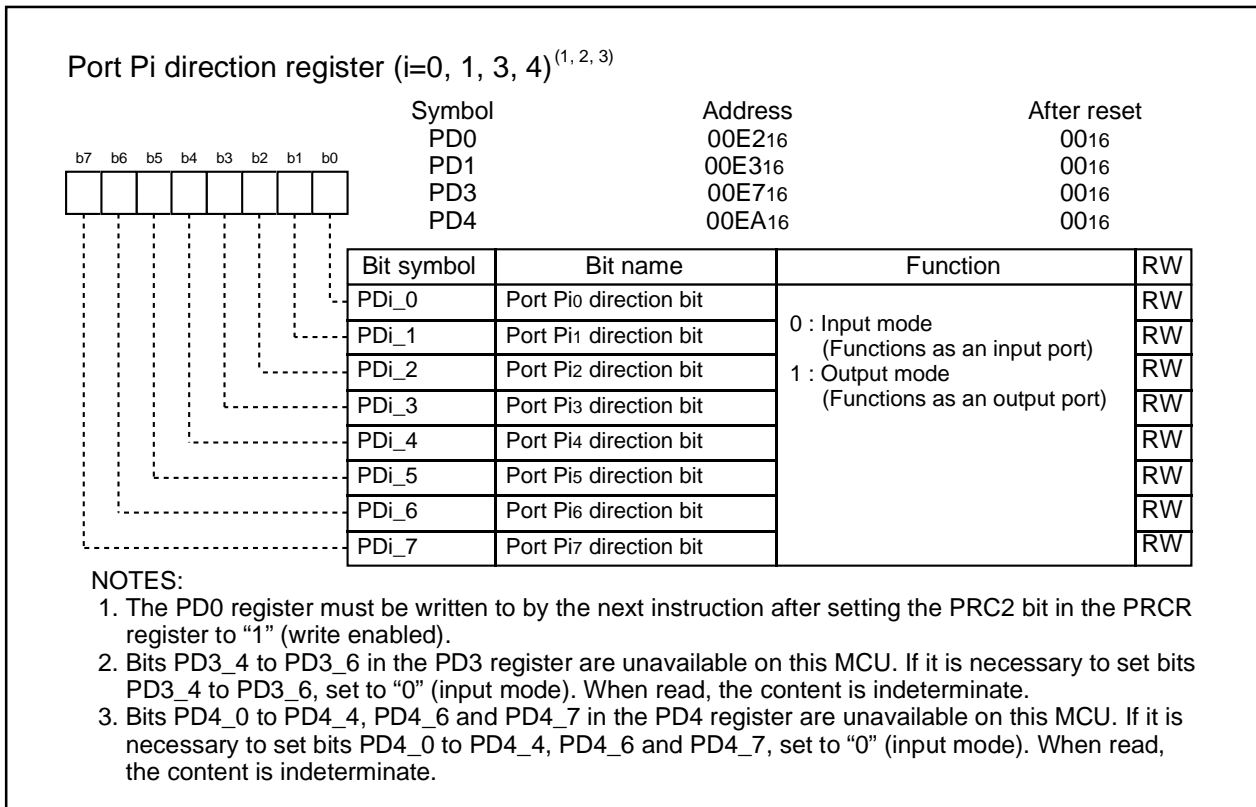 Port Pi direction register (i=0, 1, 3, 4)(1, 2, 3)
Symbol Address After reset
PD0 00E216 0016
PD1 00E316 0016
PD3 00E716 0016
PD4 00EA16 0016
b7 b6 b5 b4 b3 b2 b1 b0
Bit symbol Bit name Function RW
PDi_0 Port Pi0 direction bit RW
PDi_1 Port Pi1 direction bit RW
PDi_2 Port Pi2 direction bit RW
PDi_3 Port Pi3 direction bit RW
PDi_4 Port Pi4 direction bit RW
PDi_5 Port Pi5 direction bit RW
PDi_6 Port Pi6 direction bit RW
PDi_7 Port Pi7 direction bit RW
0 : Input mode
(Functions as an input port)
1 : Output mode
(Functions as an output port)
NOTES:
1. The PD0 register must be written to by the next instruction after setting the PRC2 bit in the PRCR
register to “1” (write enabled).
2. Bits PD3_4 to PD3_6 in the PD3 register are unavailable on this MCU. If it is necessary to set bits
PD3_4 to PD3_6, set to “0” (input mode). When read, the content is indeterminate.
3. Bits PD4_0 to PD4_4, PD4_6 and PD4_7 in the PD4 register are unavailable on this MCU. If it is
necessary to set bits PD4_0 to PD4_4, PD4_6 and PD4_7, set to “0” (input mode). When read,
the content is indeterminate.